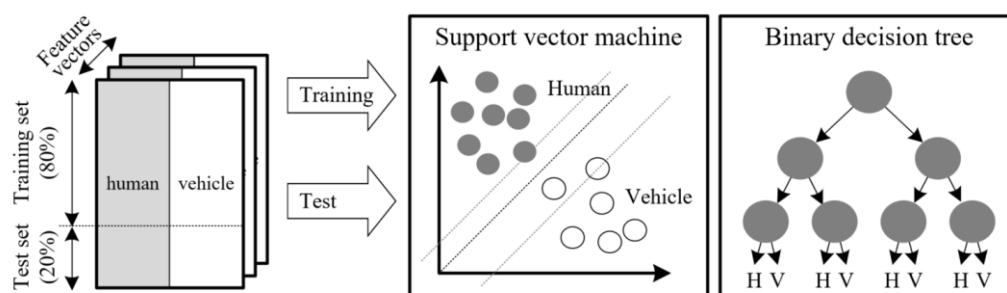 Feature
vectors
Training set
(80%)
Test set
(20%)
human
vehicle
Training
Test
Support vector machine
Human
Vehicle
Binary decision tree
H V H V H V H V